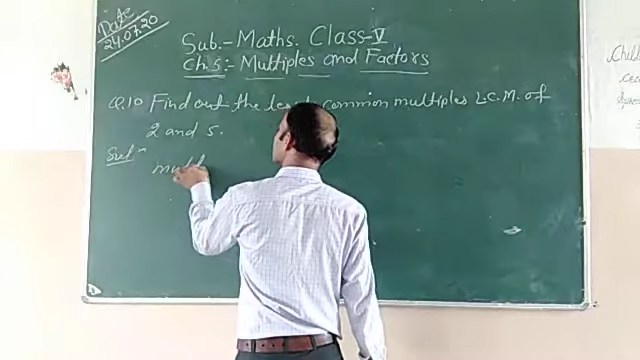 Date
24.07.20
Sub.- Maths. Class-V
Ch.5:- Multiples and Factors
Q.10 Find out the least common multiples L.C.M. of
2 and 5.
Solⁿ
mult